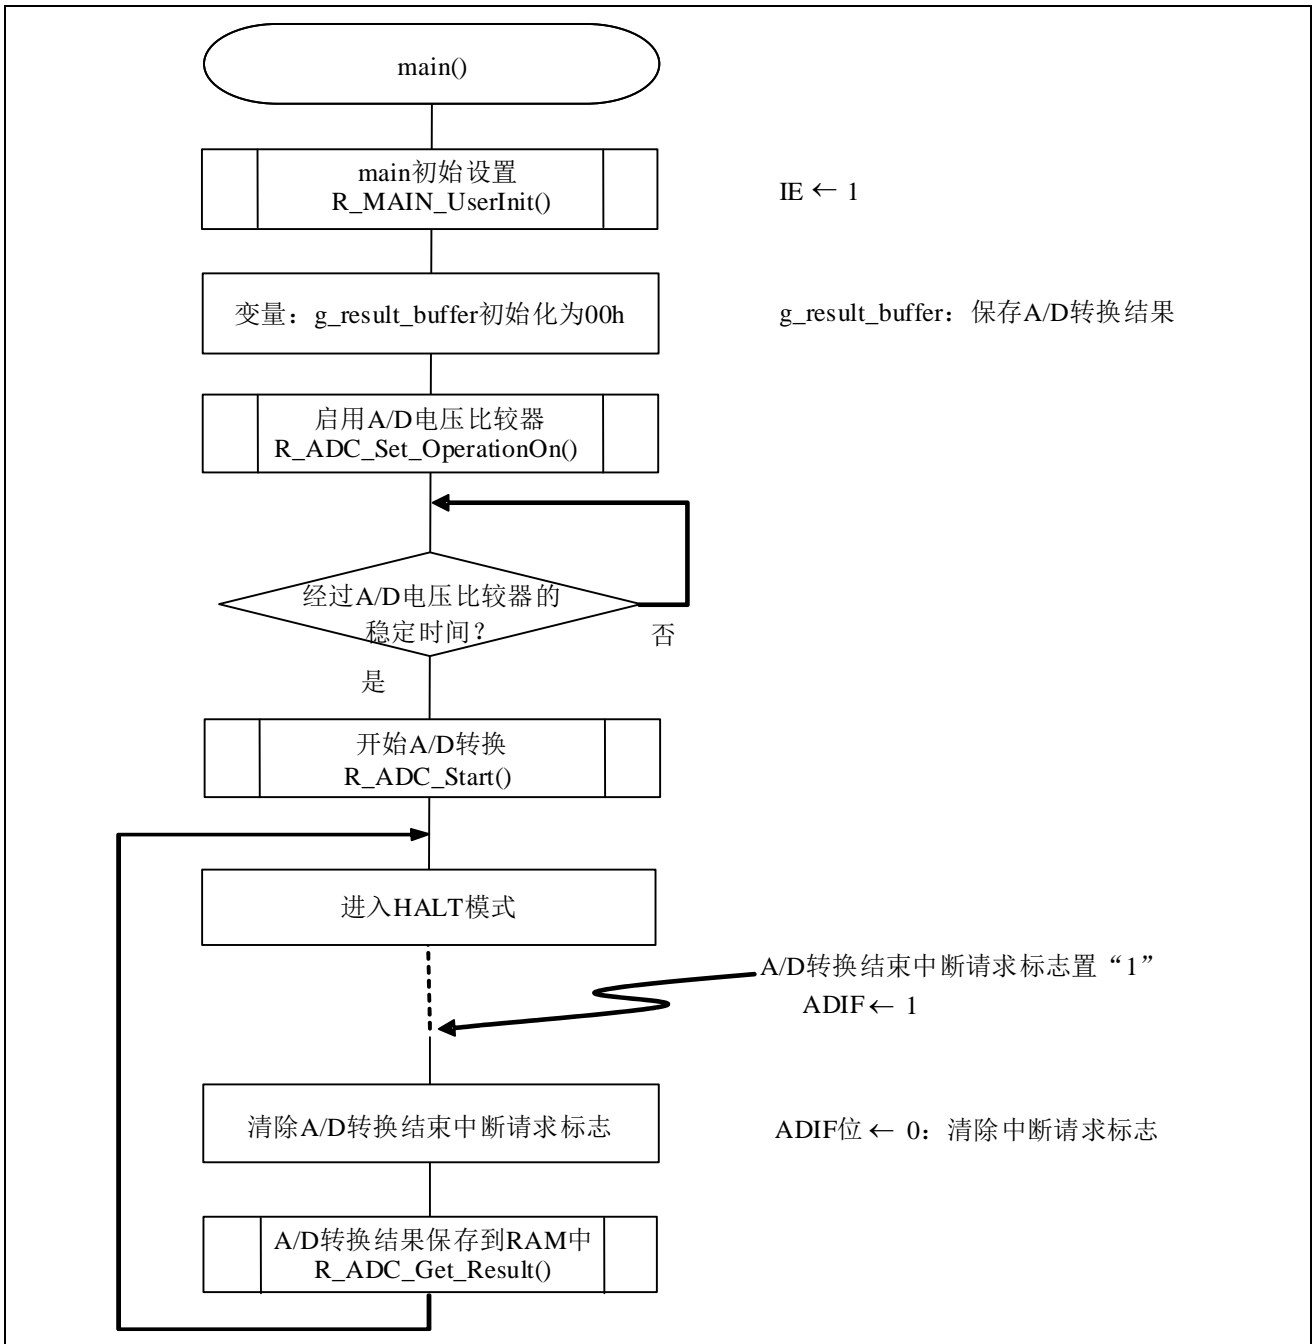 main()
main初始设置
R_MAIN_UserInit()
IE ← 1
变量：g_result_buffer初始化为00h
g_result_buffer：保存A/D转换结果
启用A/D电压比较器
R_ADC_Set_OperationOn()
经过A/D电压比较器的
稳定时间？
否
是
开始A/D转换
R_ADC_Start()
进入HALT模式
A/D转换结束中断请求标志置“1”
ADIF← 1
清除A/D转换结束中断请求标志
ADIF位 ← 0：清除中断请求标志
A/D转换结果保存到RAM中
R_ADC_Get_Result()